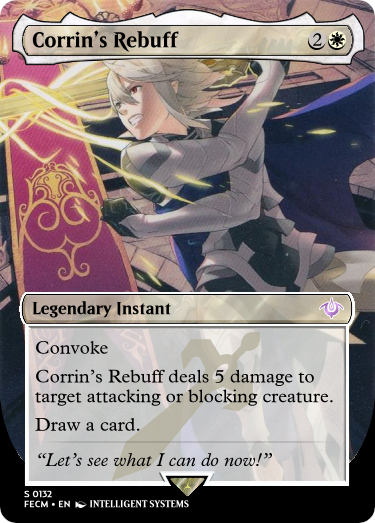 Corrin's Rebuff 2
Legendary Instant
Convoke
Corrin's Rebuff deals 5 damage to
target attacking or blocking creature.
Draw a card.
“Let's see what I can do now!”
S 0132
FECM • EN INTELLIGENT SYSTEMS